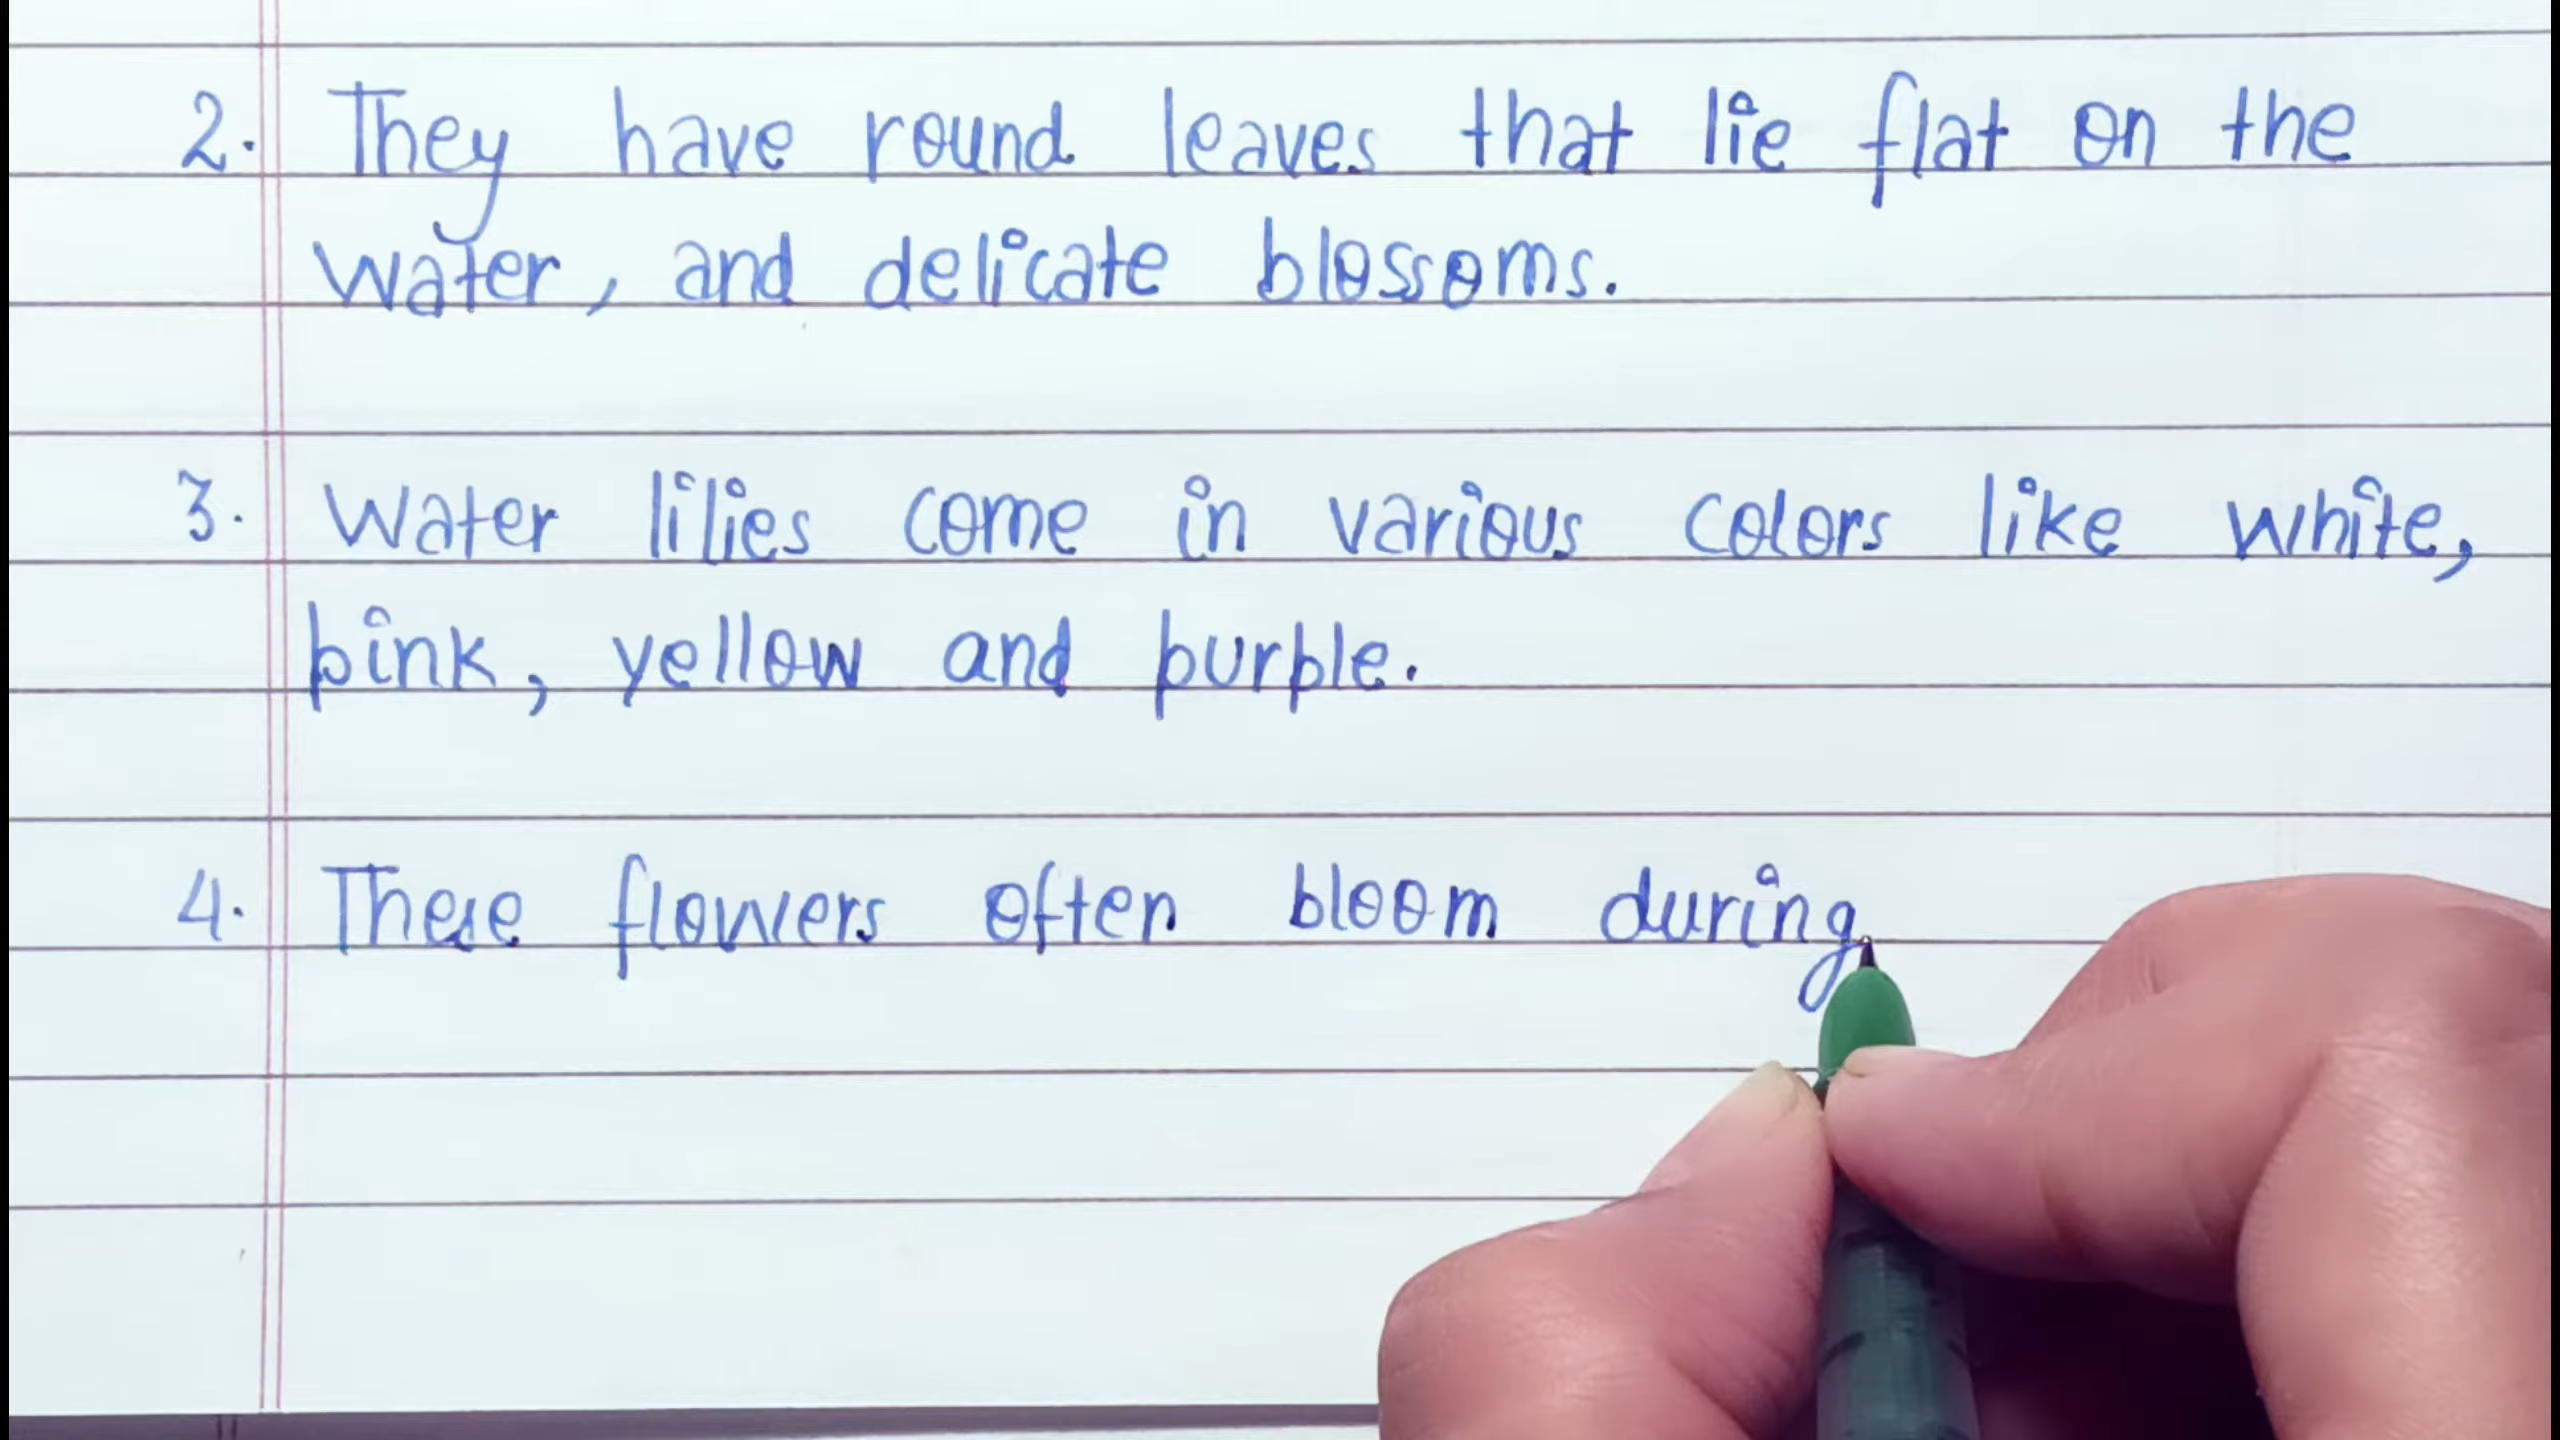 2. They have round leaves that lie flat on the
water, and delicate blossoms.
3. Water lilies come in various colors like white,
pink, yellow and purple.
4. These flowers often bloom during